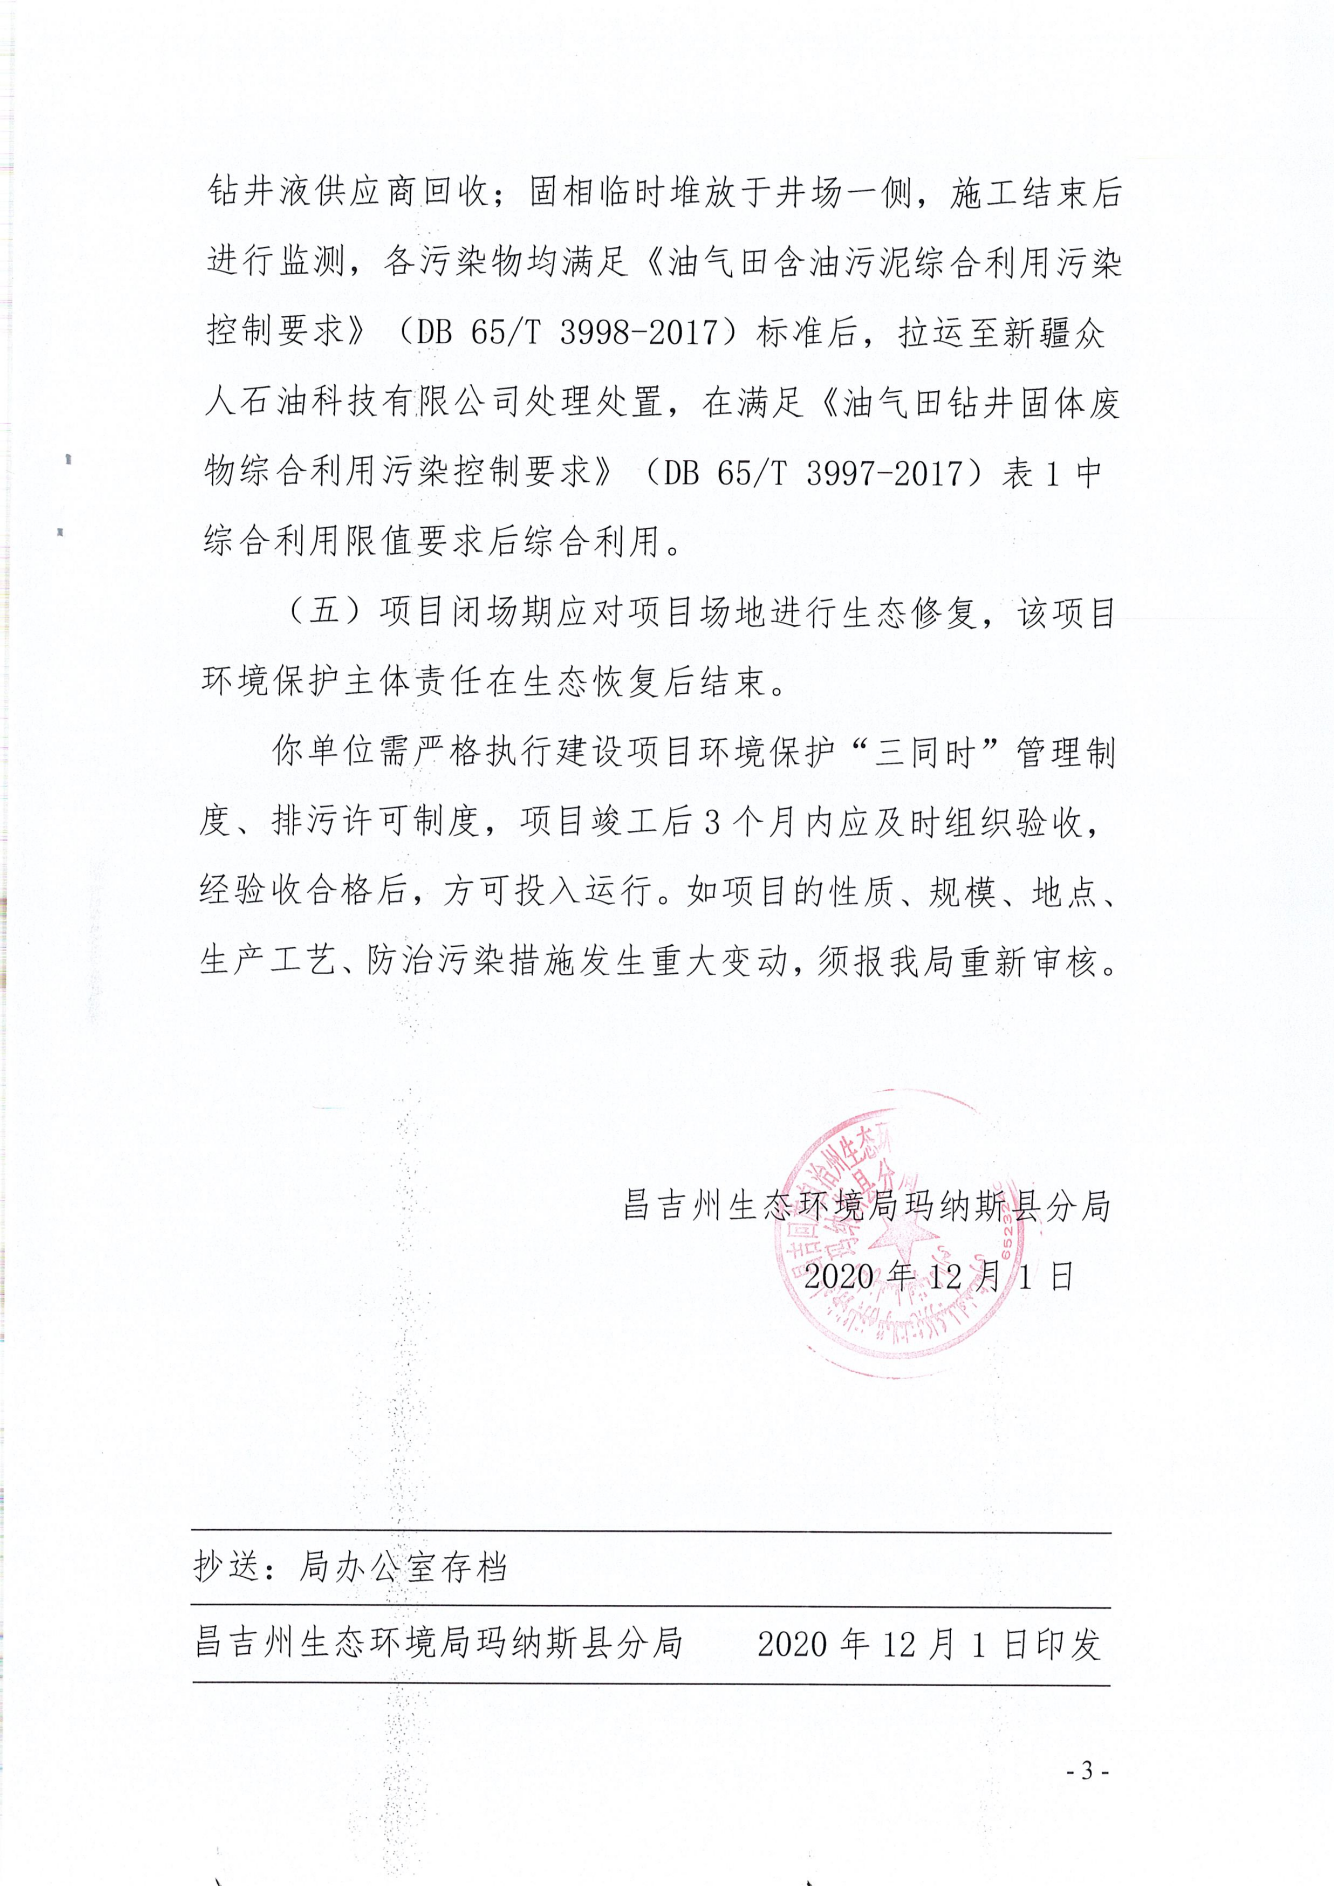 钻井液供应商回收；固相临时堆放于井场一侧，施工结束后
进行监测，各污染物均满足《油气田含油污泥综合利用污染
控制要求》（DB 65/T 3998-2017）标准后，拉运至新疆众
人石油科技有限公司处理处置，在满足《油气田钻井固体废
物综合利用污染控制要求》（DB 65/T 3997-2017）表 1 中
综合利用限值要求后综合利用。
（五）项目闭场期应对项目场地进行生态修复，该项目
环境保护主体责任在生态恢复后结束。
你单位需严格执行建设项目环境保护“三同时”管理制
度、排污许可制度，项目竣工后 3 个月内应及时组织验收，
经验收合格后，方可投入运行。如项目的性质、规模、地点、
生产工艺、防治污染措施发生重大变动，须报我局重新审核。
昌吉州生态环境局玛纳斯县分局
2020 年 12 月 1 日
抄送：局办公室存档
昌吉州生态环境局玛纳斯县分局 2020 年 12 月 1 日印发
- 3 -